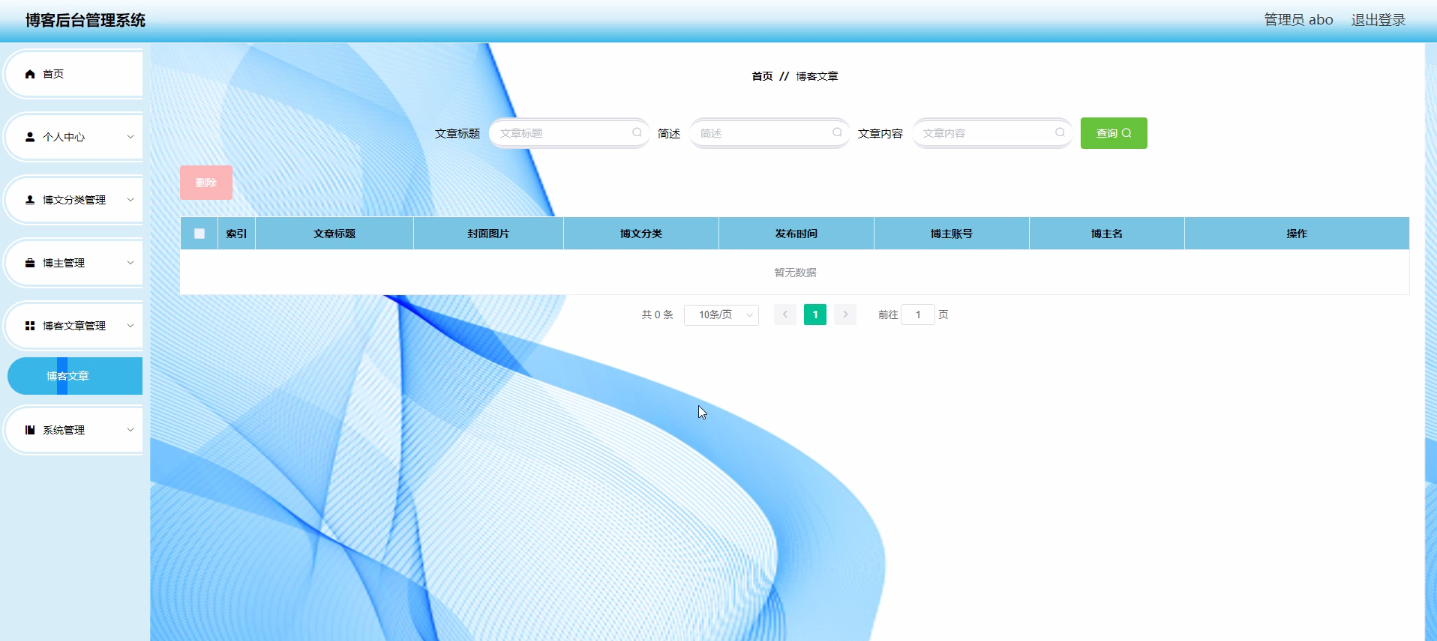 博客后台管理系统 管理员 abo 退出登录
首页
个人中心
博文分类管理
博主管理
博客文章管理
博客文章
系统管理
首页 // 博客文章
文章标题 文章标题 简述 简述 文章内容 文章内容 查询
删除
索引 文章标题 封面图片 博文分类 发布时间 博主账号 博主名 操作
暂无数据
共 0 条 10条/页 1 前往 1 页